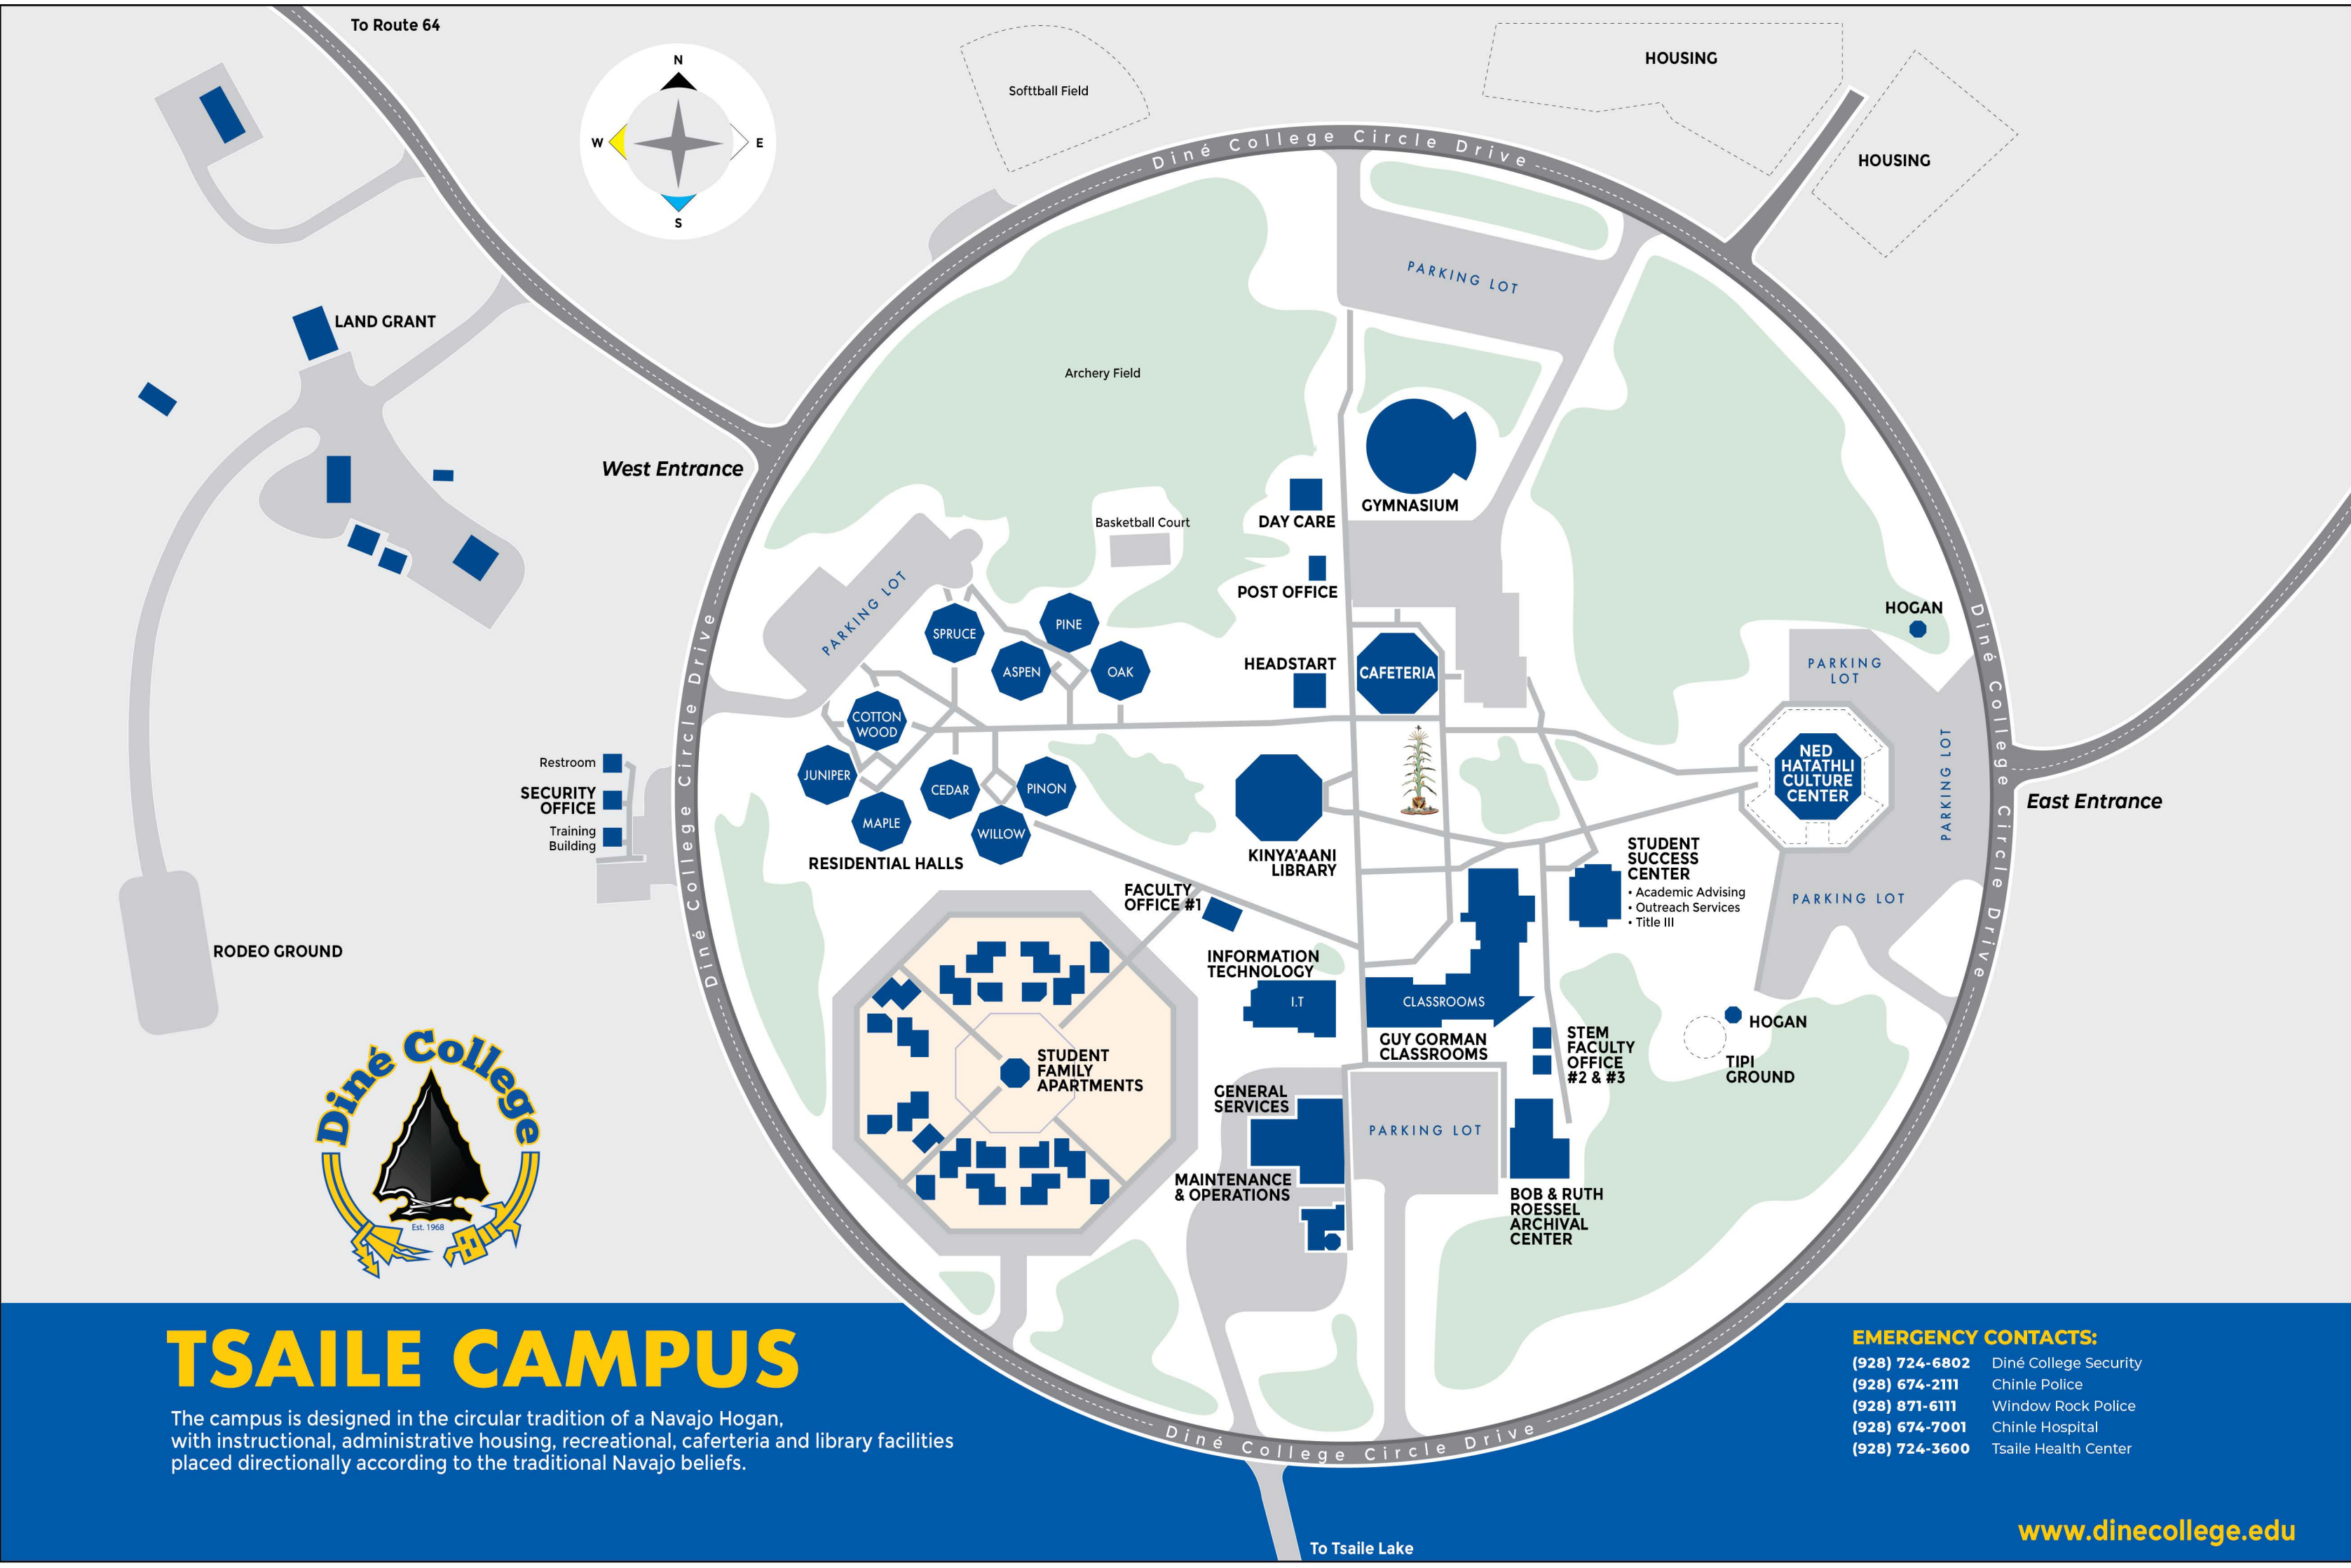 To Route 64
N
W
E
S
Softtball Field
HOUSING
HOUSING
Diné College Circle Drive
PARKING LOT
LAND GRANT
Archery Field
West Entrance
GYMNASIUM
DAY CARE
Basketball Court
POST OFFICE
PARKING LOT
SPRUCE
PINE
ASPEN
OAK
HEADSTART
CAFETERIA
HOGAN
PARKING
LOT
COTTON
WOOD
JUNIPER
CEDAR
PINON
MAPLE
WILLOW
RESIDENTIAL HALLS
Diné College Circle Drive
Restroom
SECURITY
OFFICE
Training
Building
NED
HATATHLI
CULTURE
CENTER
PARKING LOT
Diné College Circle Drive
East Entrance
KINYA'AANI
LIBRARY
STUDENT
SUCCESS
CENTER
• Academic Advising
• Outreach Services
• Title III
PARKING LOT
FACULTY
OFFICE #1
RODEO GROUND
INFORMATION
TECHNOLOGY
I.T
CLASSROOMS
GUY GORMAN
CLASSROOMS
STEM
FACULTY
OFFICE
#2 & #3
HOGAN
TIPI
GROUND
STUDENT
FAMILY
APARTMENTS
GENERAL
SERVICES
PARKING LOT
MAINTENANCE
& OPERATIONS
BOB & RUTH
ROESSEL
ARCHIVAL
CENTER
Diné College
Est. 1968
Diné College Circle Drive
To Tsaile Lake
TSAILE CAMPUS
The campus is designed in the circular tradition of a Navajo Hogan,
with instructional, administrative housing, recreational, caferteria and library facilities
placed directionally according to the traditional Navajo beliefs.
EMERGENCY CONTACTS:
(928) 724-6802 Diné College Security
(928) 674-2111 Chinle Police
(928) 871-6111 Window Rock Police
(928) 674-7001 Chinle Hospital
(928) 724-3600 Tsaile Health Center
www.dinecollege.edu